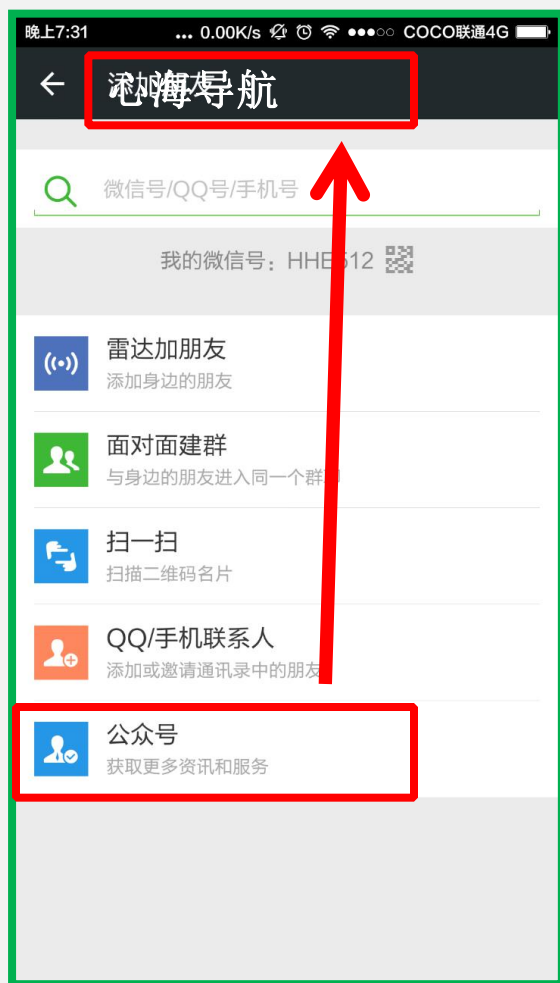 晚上7:31 ... 0.00K/s COCO联通4G
心海导航
微信号/QQ号/手机号
我的微信号：HHE512
雷达加朋友
添加身边的朋友
面对面建群
与身边的朋友进入同一个群
扫一扫
扫描二维码名片
QQ/手机联系人
添加或邀请通讯录中的朋友
公众号
获取更多资讯和服务